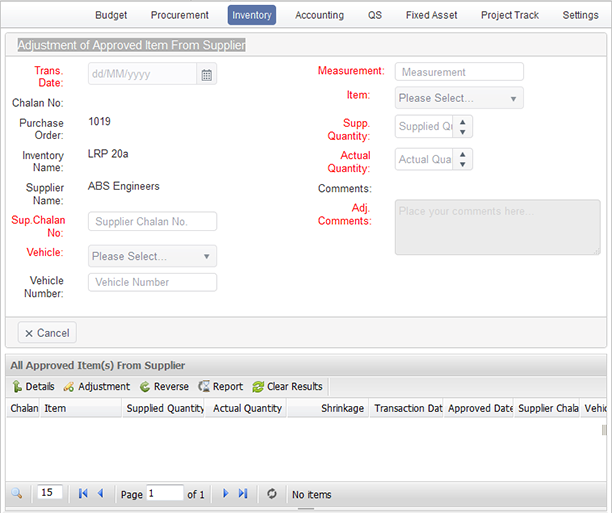 Budget Procurement Inventory Accounting QS Fixed Asset Project Track Settings
Adjustment of Approved Item From Supplier
Trans.
Date:
dd/MM/yyyy
Chalan No:
Purchase
Order:
1019
Inventory
Name:
LRP 20a
Supplier
Name:
ABS Engineers
Sup.Chalan
No:
Supplier Chalan No.
Vehicle:
Please Select...
Vehicle
Number:
Vehicle Number
Measurement:
Measurement
Item:
Please Select...
Supp.
Quantity:
Supplied Qu
Actual
Quantity:
Actual Qua
Comments:
Adj.
Comments:
Place your comments here...
Cancel
All Approved Item(s) From Supplier
Details Adjustment Reverse Report Clear Results
Chalan Item Supplied Quantity Actual Quantity Shrinkage Transaction Dat Approved Date Supplier Chala Vehic
15 Page 1 of 1 No items